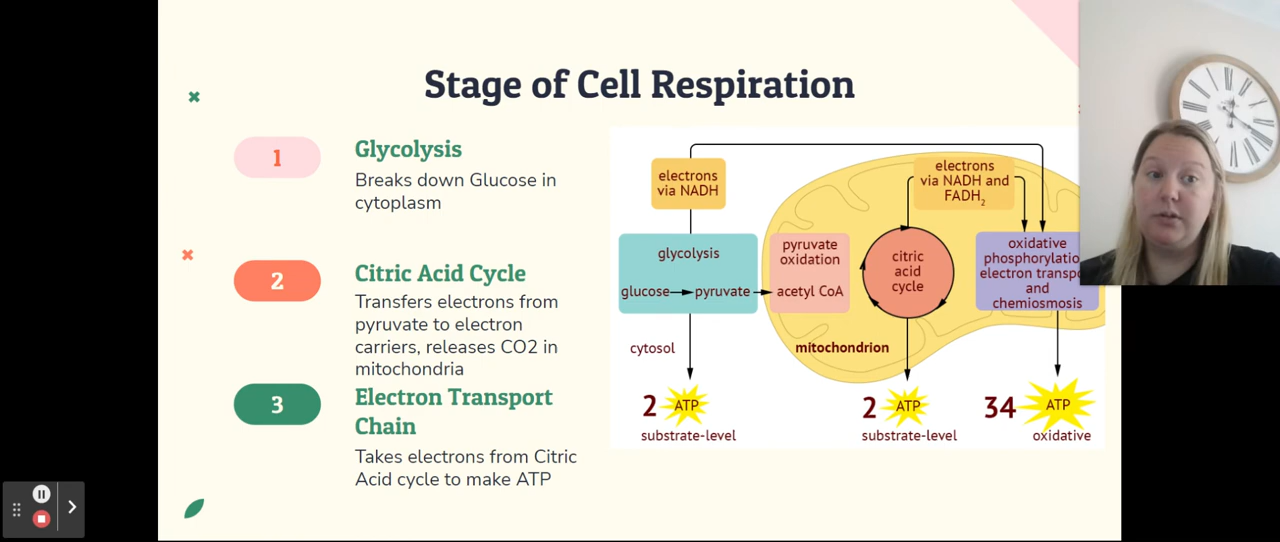 Stage of Cell Respiration
1
Glycolysis
Breaks down Glucose in
cytoplasm
2
Citric Acid Cycle
Transfers electrons from
pyruvate to electron
carriers, releases CO2 in
mitochondria
3
Electron Transport
Chain
Takes electrons from Citric
Acid cycle to make ATP
electrons
via NADH
electrons
via NADH and
FADH₂
glycolysis
glucose
pyruvate
pyruvate
oxidation
acetyl CoA
citric
acid
cycle
oxidative
electron
and
chemiosmosis
cytosol
mitochondrion
2 ATP
substrate-level
2 ATP
substrate-level
34 ATP
oxidative